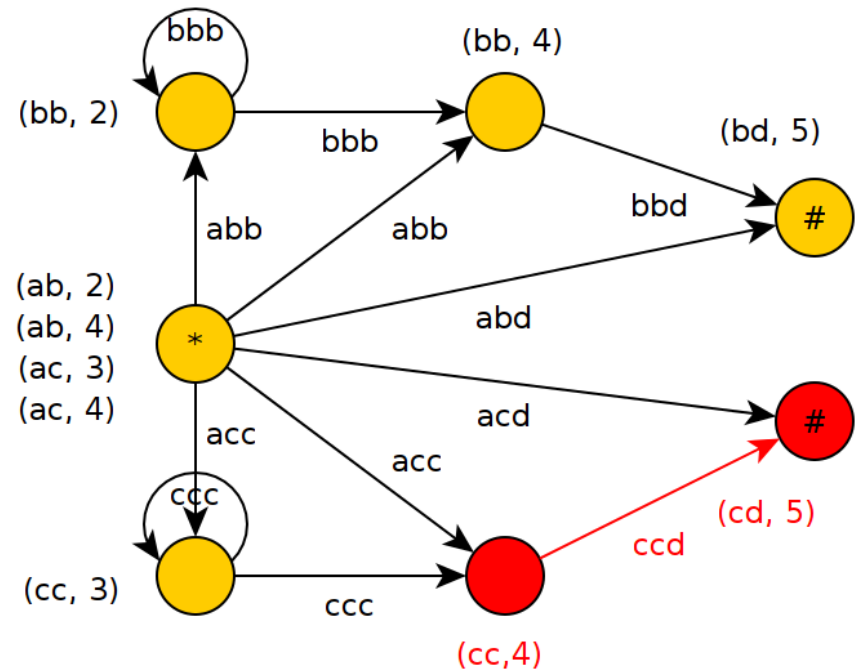 bbb
(bb, 4)
(bb, 2)
(bd, 5)
bbb
bbd
#
abb
abb
(ab, 2)
(ab, 4)
(ac, 3)
(ac, 4)
*
abd
acd
#
acc
acc
ccc
(cd, 5)
ccd
(cc, 3)
ccc
(cc,4)